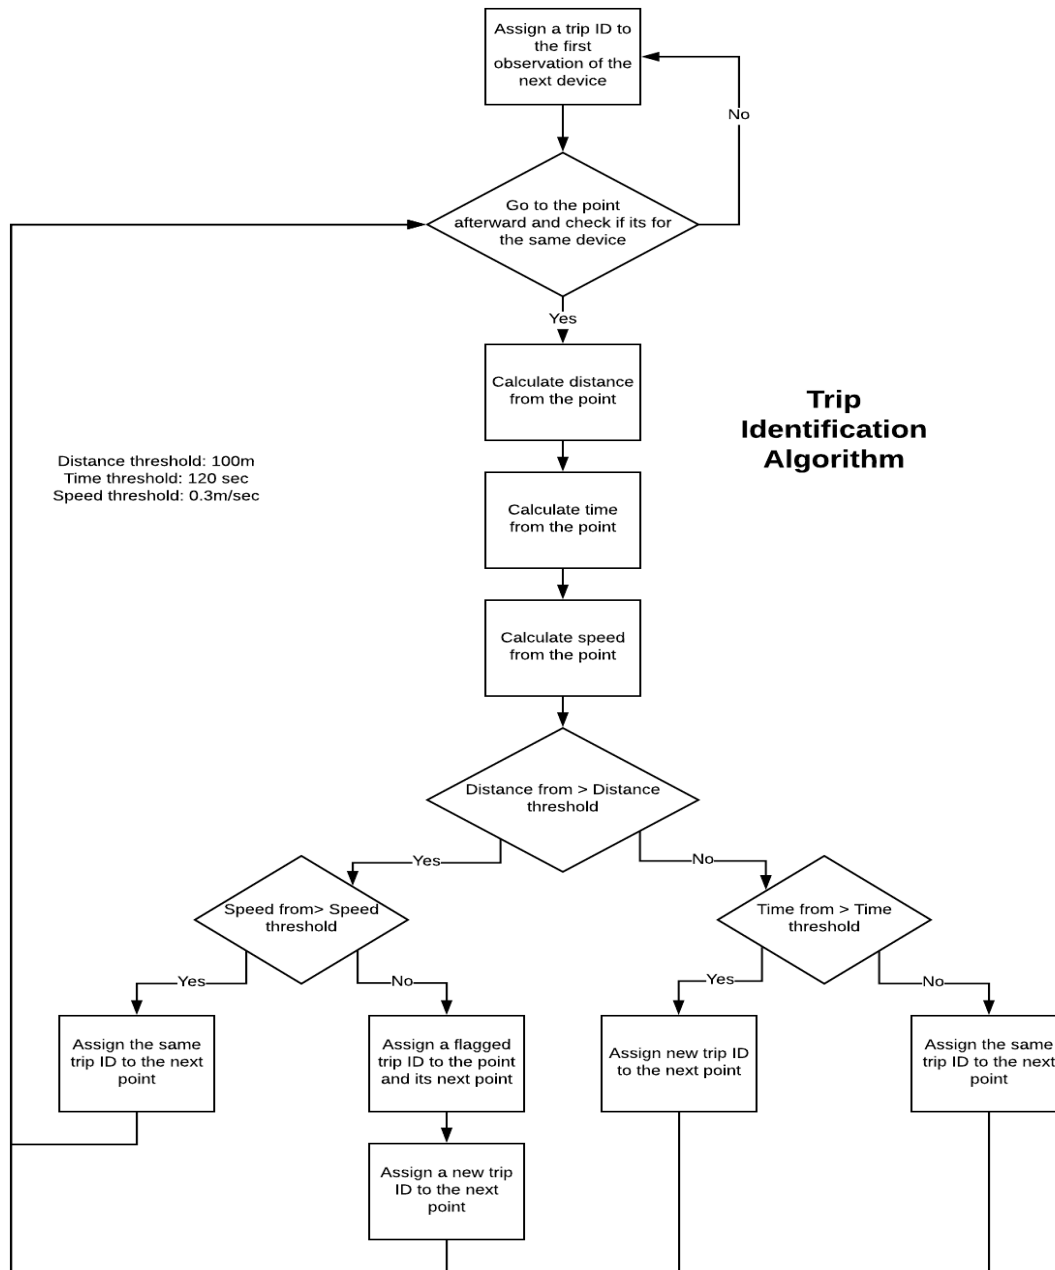 Assign a trip ID to
the first
observation of the
next device
No
Go to the point
afterward and check if its for
the same device
Yes
Calculate distance
from the point
Trip
Identification
Algorithm
Distance threshold: 100m
Time threshold: 120 sec
Speed threshold: 0.3m/sec
Calculate time
from the point
Calculate speed
from the point
Distance from > Distance
threshold
Yes
No
Speed from> Speed
threshold
Time from > Time
threshold
Yes
No
Yes
No
Assign the same
trip ID to the next
point
Assign a flagged
trip ID to the point
and its next point
Assign new trip ID
to the next point
Assign the same
trip ID to the next
point
Assign a new trip
ID to the next
point